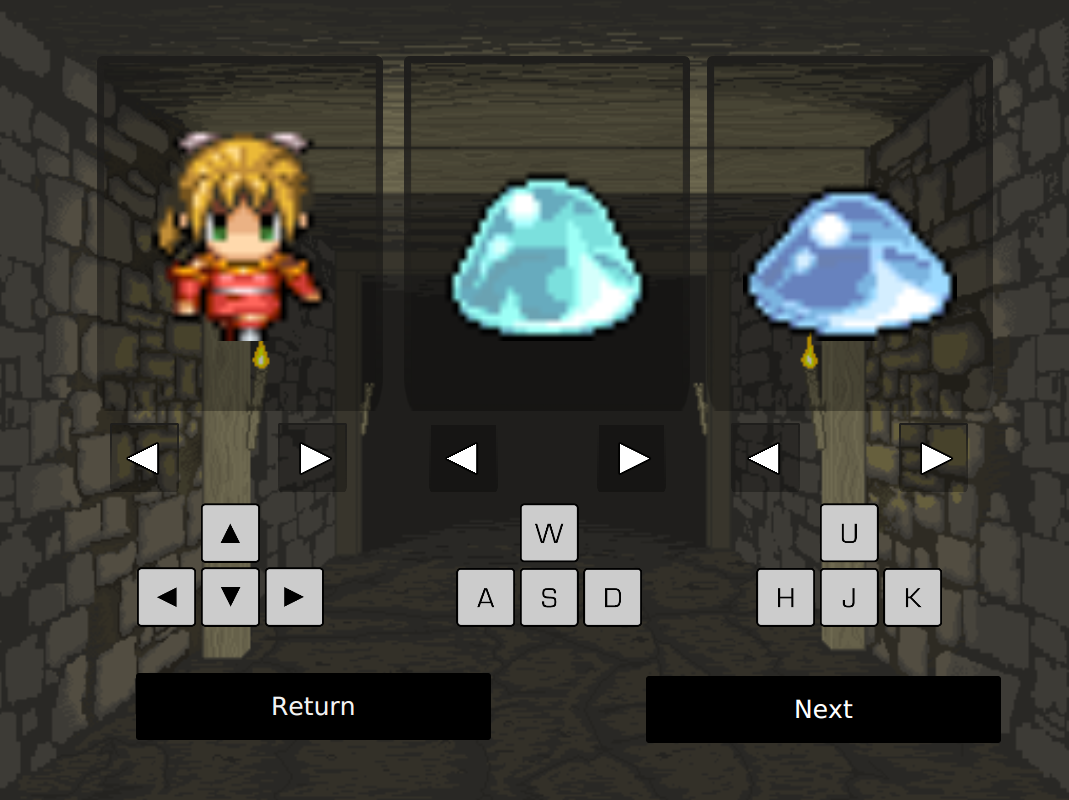 ▲ W U
◀ ▼ ▶ A S D H J K
Return Next